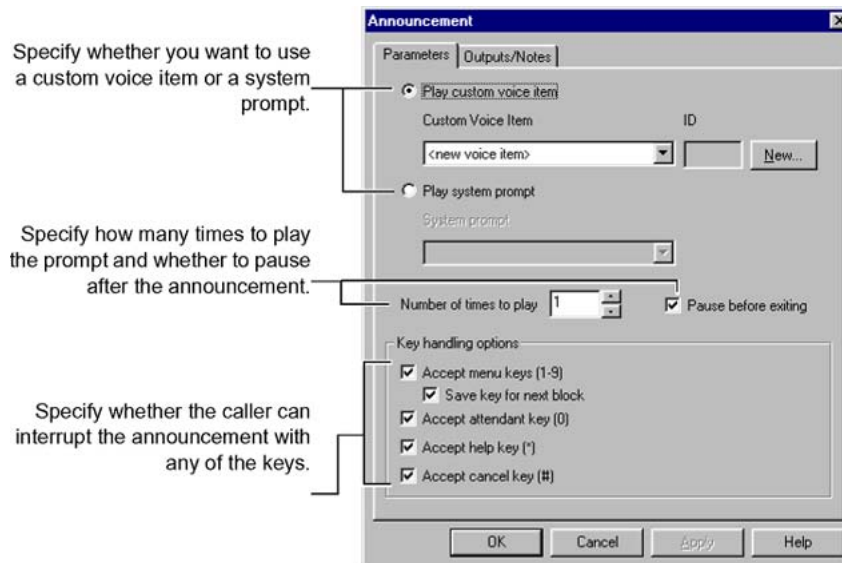 Announcement
Specify whether you want to use
a custom voice item or a system
prompt.
Parameters
Outputs/Notes
Play custom voice item
Custom Voice Item
ID
<new voice item>
New...
Play system prompt
System prompt
Specify how many times to play
the prompt and whether to pause
after the announcement.
Number of times to play
1
Pause before exiting
Key handling options
Accept menu keys (1-9)
Save key for next block
Accept attendant key (0)
Accept help key (*)
Accept cancel key (#)
Specify whether the caller can
interrupt the announcement with
any of the keys.
OK
Cancel
Apply
Help